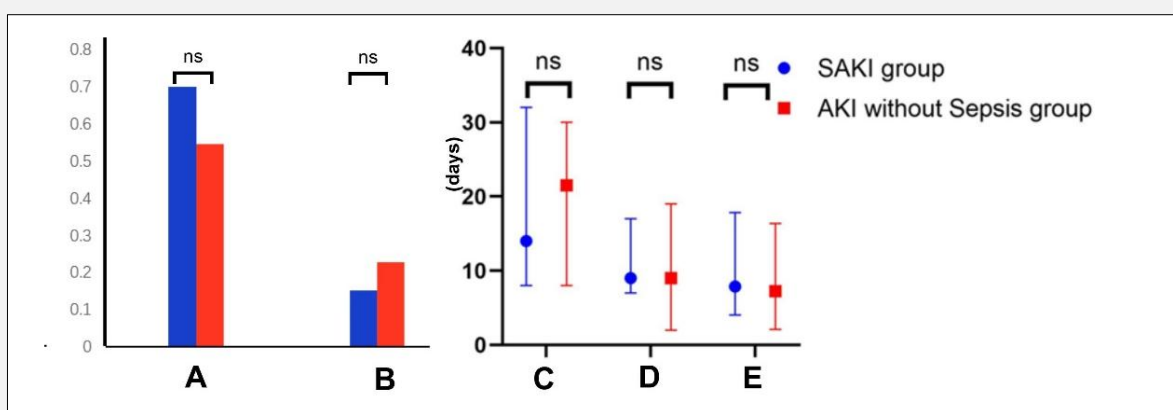 0.8
0.7
0.6
0.5
0.4
0.3
0.2
0.1
0
ns
ns
A
B
(days)
40
30
20
10
0
ns
ns
ns
C
D
E
SAKI group
AKI without Sepsis group